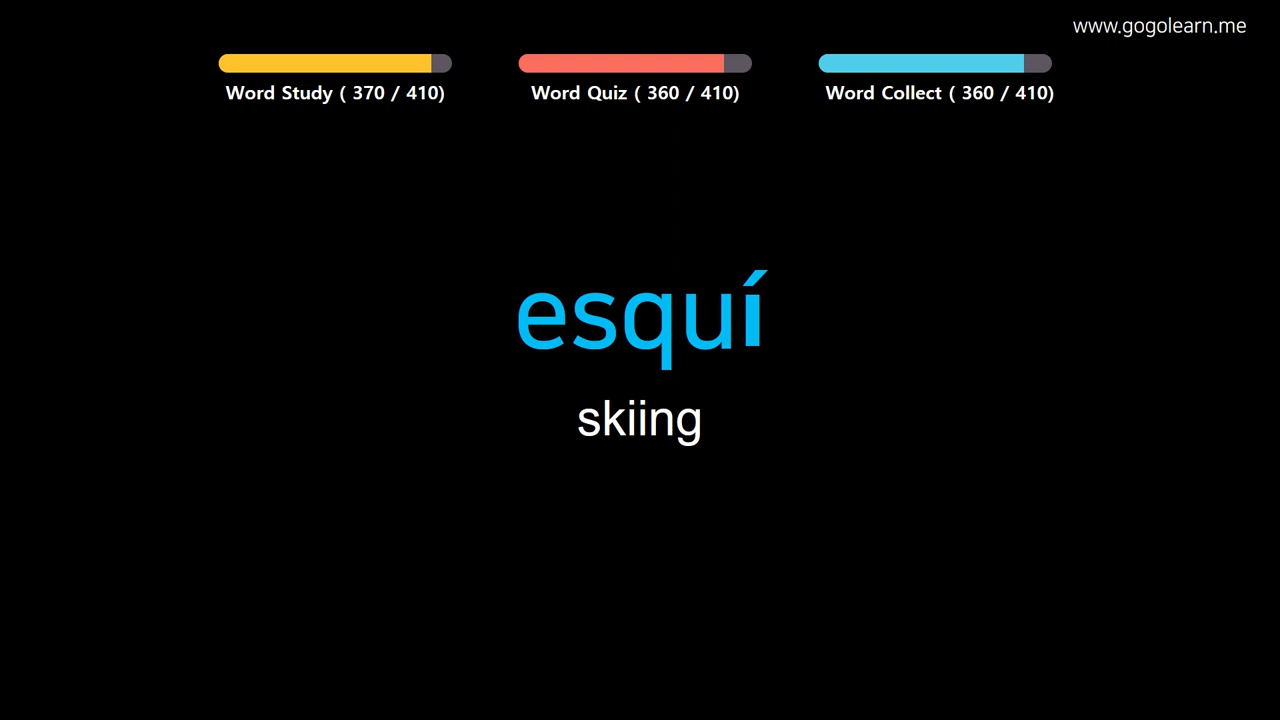 www.gogolearn.me
Word Study ( 370 / 410)
Word Quiz ( 360 / 410)
Word Collect ( 360 / 410)
esquí
skiing